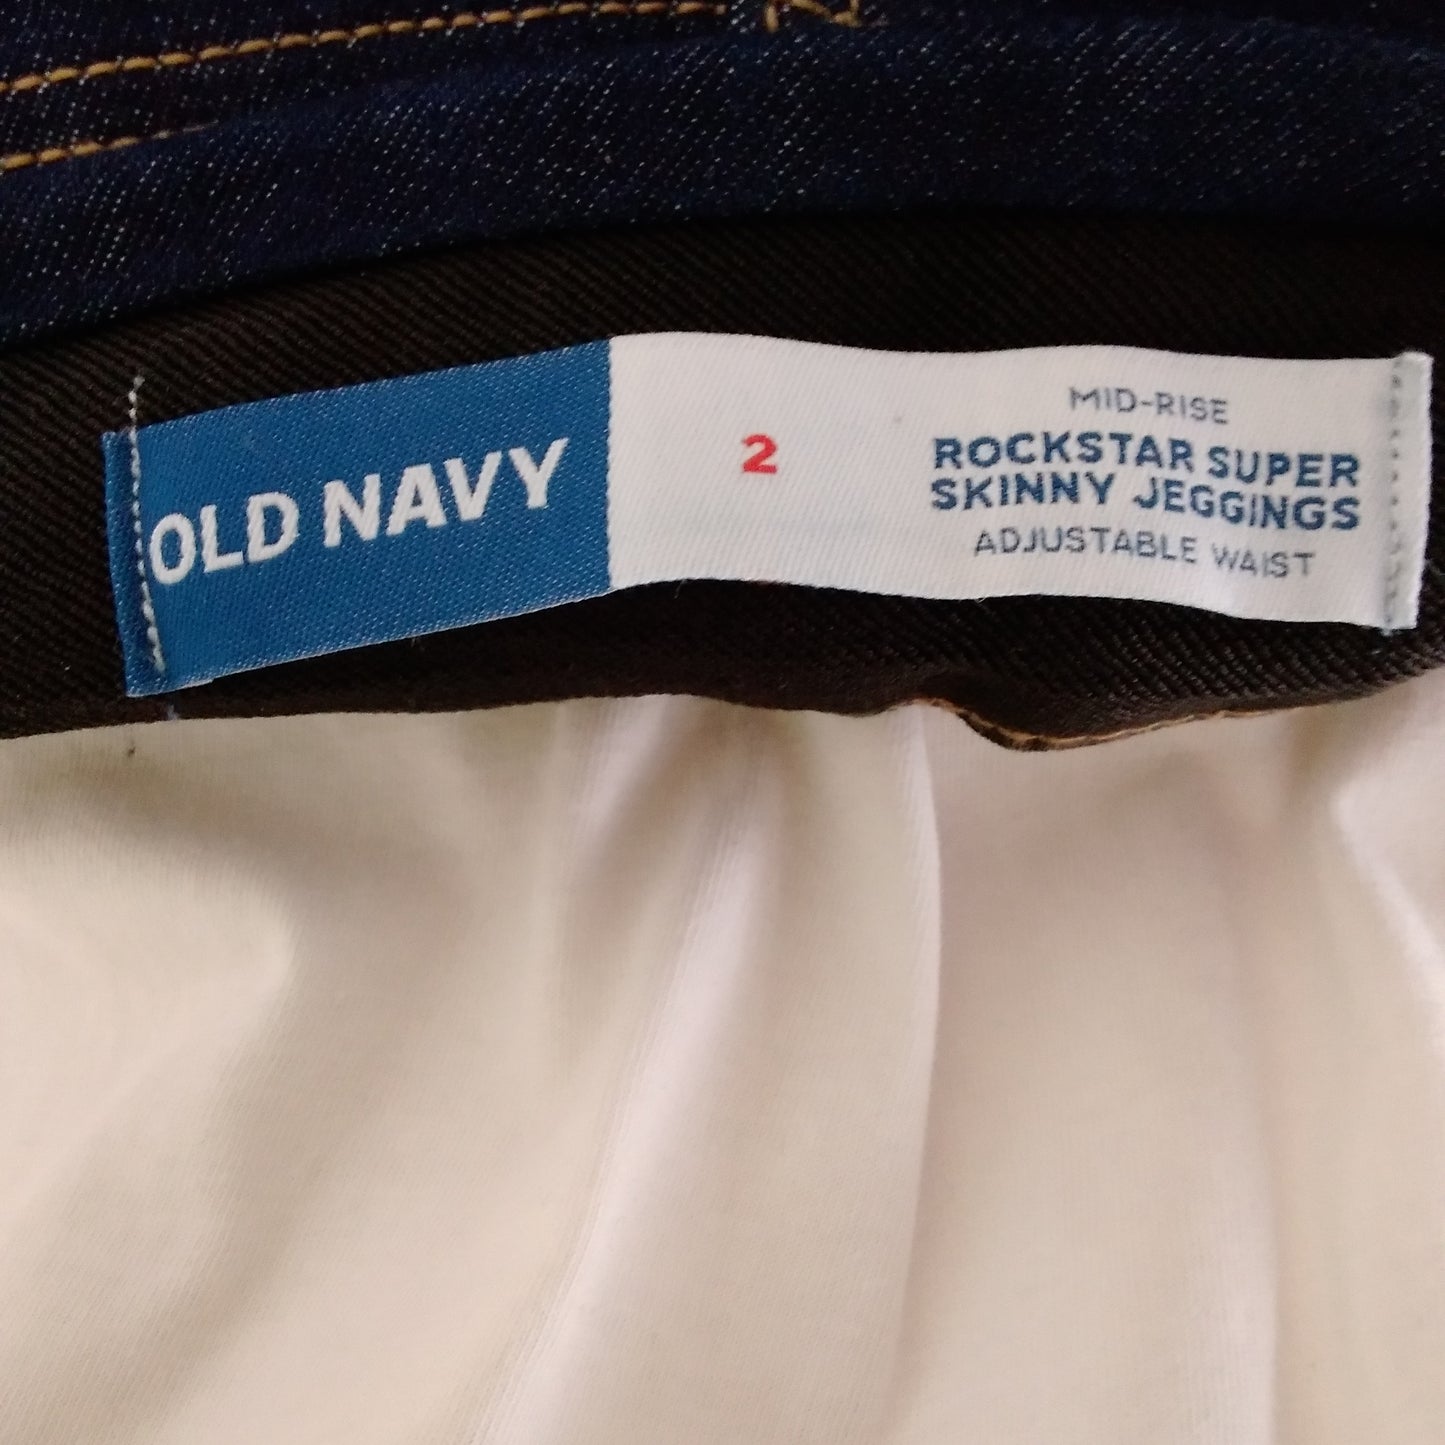 OLD NAVY
2
MID-RISE
ROCKSTAR SUPER
SKINNY JEGGINGS
ADJUSTABLE WAIST